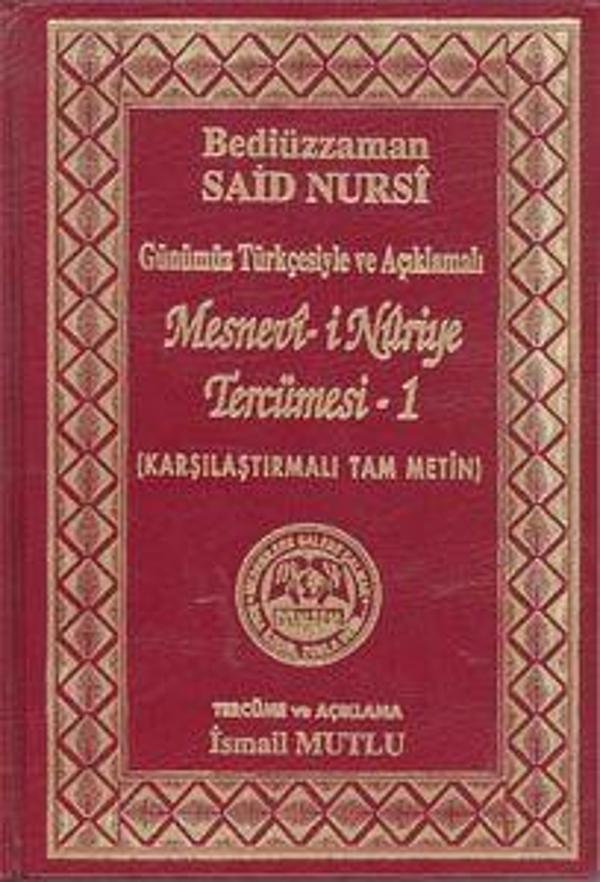 Bediüzzaman
SAİD NURSÎ
Günümüz Türkçesiyle ve Açıklamalı
Mesnevî-i Nûriye
Tercümesi - 1
(KARŞILAŞTIRMALI TAM METİN)
TERCÜME ve AÇIKLAMA
İsmail MUTLU